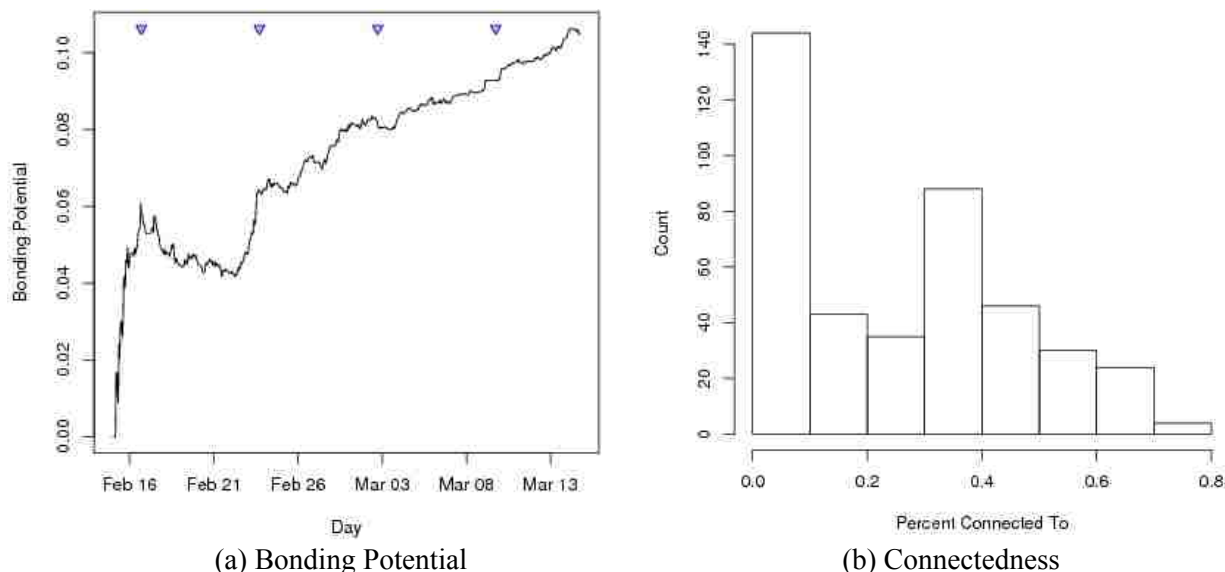 Bonding Potential
0.10
0.08
0.06
0.04
0.02
0.00
Feb 16 Feb 21 Feb 26 Mar 03 Mar 08 Mar 13
Day
(a) Bonding Potential
Count
140
120
100
80
60
40
20
0
0.0 0.2 0.4 0.6 0.8
Percent Connected To
(b) Connectedness